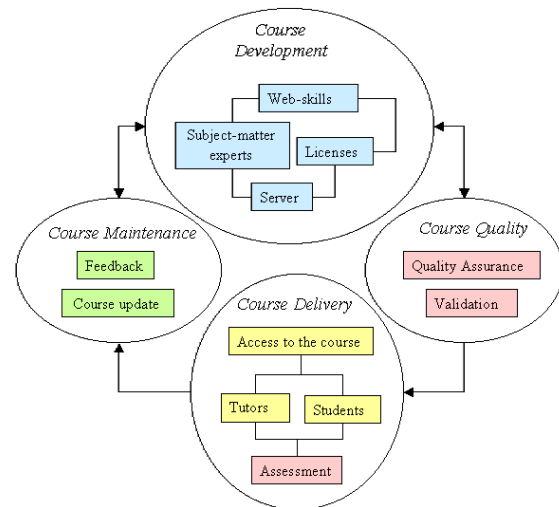 Course
Development
Web-skills
Subject-matter
experts
Licenses
Server
Course Maintenance
Feedback
Course update
Course Quality
Quality Assurance
Validation
Course Delivery
Access to the course
Tutors
Students
Assessment